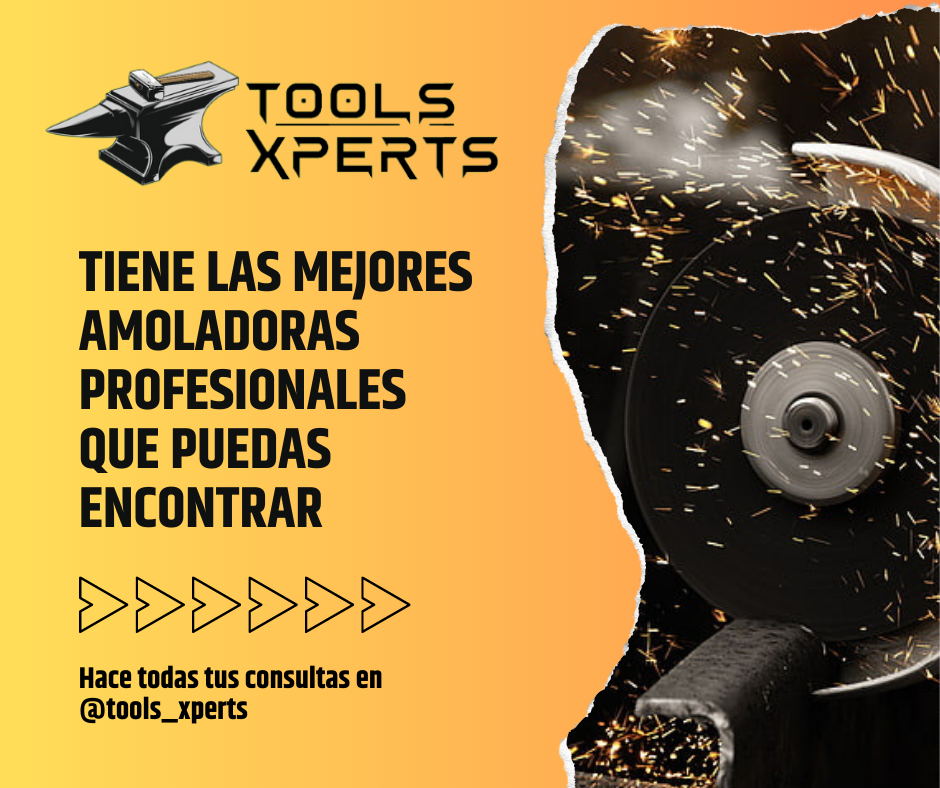 TOOLS
XPERTS
TIENE LAS MEJORES
AMOLADORAS
PROFESIONALES
QUE PUEDAS
ENCONTRAR
Hace todas tus consultas en
@tools_xperts